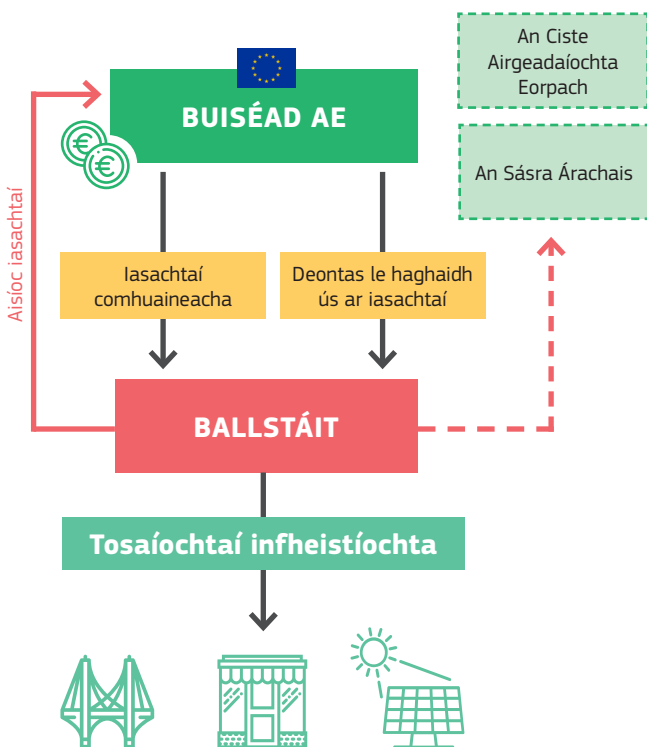 BUISÉAD AE
An Ciste
Airgeadaíochta
Eorpach
An Sásra Árachais
Aisíoc iasachtaí
Iasachtaí
comhuaineacha
Deontas le haghaidh
ús ar iasachtaí
BALLSTÁIT
Tosaíochtaí infheistíochta